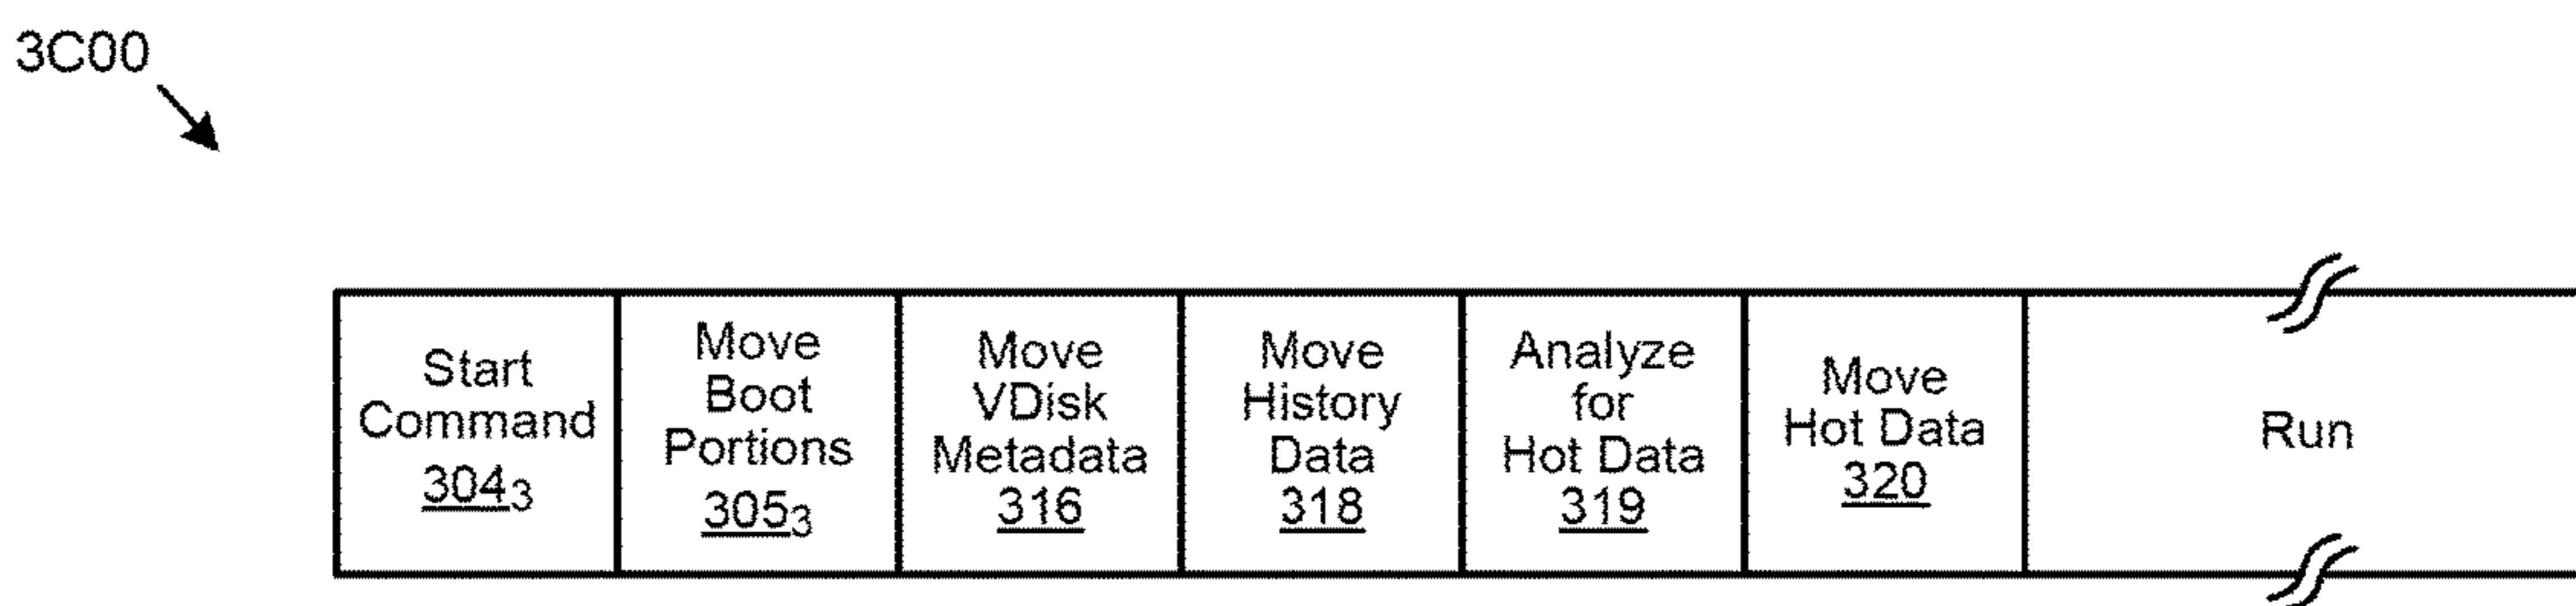 3C00
Start
Command
304₃
Move
Boot
Portions
305₃
Move
VDisk
Metadata
316
Move
History
Data
318
Analyze
for
Hot Data
319
Move
Hot Data
320
Run